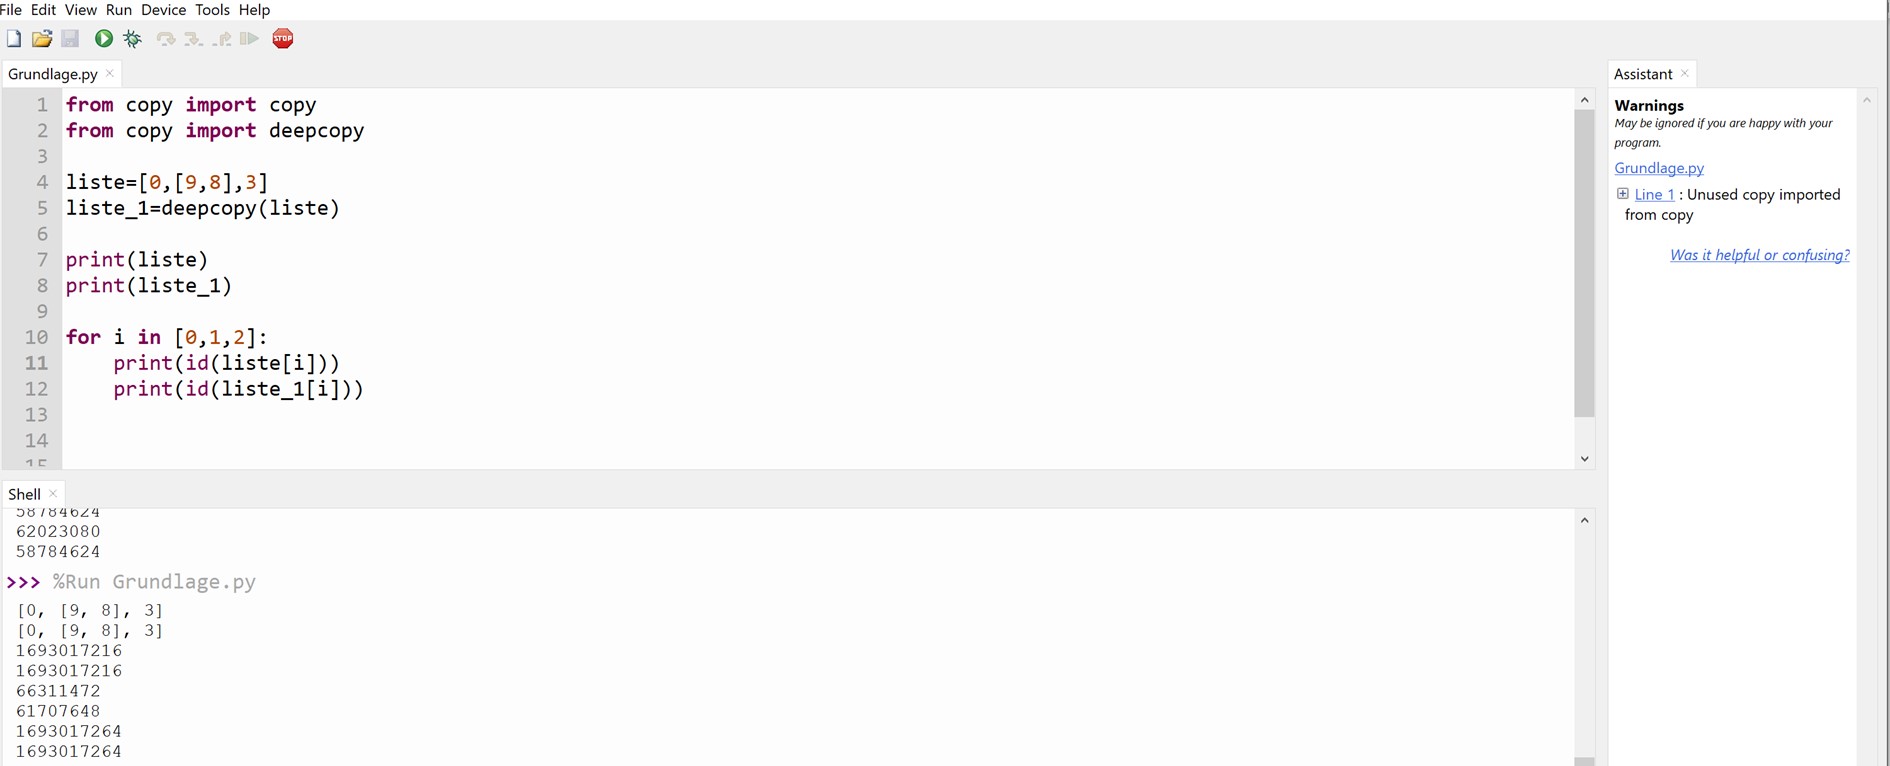 File Edit View Run Device Tools Help
STOP
Grundlage.py ×
1 from copy import copy
2 from copy import deepcopy
3
4 liste=[0,[9,8],3]
5 liste_1=deepcopy(liste)
6
7 print(liste)
8 print(liste_1)
9
10 for i in [0,1,2]:
11     print(id(liste[i]))
12     print(id(liste_1[i]))
13
14
15
Shell ×
58784624
62023080
58784624
>>> %Run Grundlage.py
[0, [9, 8], 3]
[0, [9, 8], 3]
1693017216
1693017216
66311472
61707648
1693017264
1693017264
Assistant ×
Warnings
May be ignored if you are happy with your
program.
Grundlage.py
Line 1 : Unused copy imported
from copy
Was it helpful or confusing?